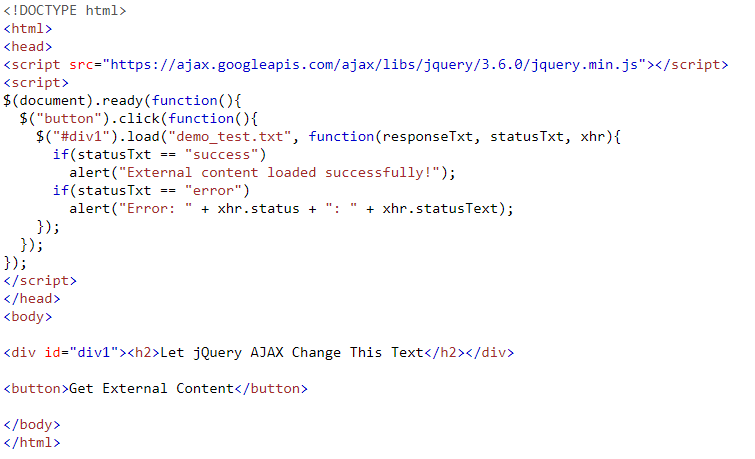 <!DOCTYPE html>
<html>
<head>
<script src="https://ajax.googleapis.com/ajax/libs/jquery/3.6.0/jquery.min.js"></script>
<script>
$(document).ready(function(){
  $("button").click(function(){
    $("#div1").load("demo_test.txt", function(responseTxt, statusTxt, xhr){
      if(statusTxt == "success")
        alert("External content loaded successfully!");
      if(statusTxt == "error")
        alert("Error: " + xhr.status + ": " + xhr.statusText);
    });
  });
});
</script>
</head>
<body>

<div id="div1"><h2>Let jQuery AJAX Change This Text</h2></div>

<button>Get External Content</button>

</body>
</html>